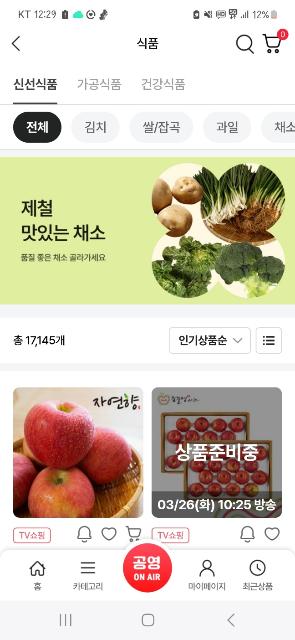 KT 12:29
12%
식품
0
신선식품 가공식품 건강식품
전체 김치 쌀/잡곡 과일 채소
제철
맛있는 채소
품질 좋은 채소 골라가세요
총 17,145개 인기상품순
자연향
상품준비중
03/26(화) 10:25 방송
TV쇼핑 TV쇼핑
홈 카테고리 공영 ON AIR 마이페이지 최근상품